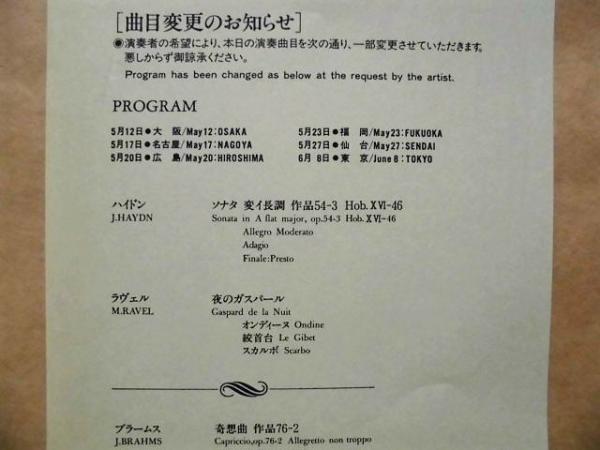 [曲目変更のお知らせ]
●演奏者の希望により、本日の演奏曲目を次の通り、一部変更させていただきます。
悪しからず御諒承ください。
Program has been changed as below at the request by the artist.
PROGRAM
5月12日●大 阪/May12:OSAKA 5月23日●福 岡/May23:FUKUOKA
5月17日●名古屋/May17:NAGOYA 5月27日●仙 台/May27:SENDAI
5月20日●広 島/May20:HIROSHIMA 6月 8日●東 京/June 8:TOKYO
ハイドン ソナタ 変イ長調 作品54-3 Hob.XVI-46
J.HAYDN Sonata in A flat major, op.54-3 Hob.XVI-46
Allegro Moderato
Adagio
Finale:Presto
ラヴェル 夜のガスパール
M.RAVEL Gaspard de la Nuit
オンディーヌ Ondine
絞首台 Le Gibet
スカルボ Scarbo
ブラームス 奇想曲 作品76-2
J.BRAHMS Capriccio,op.76-2 Allegretto non troppo